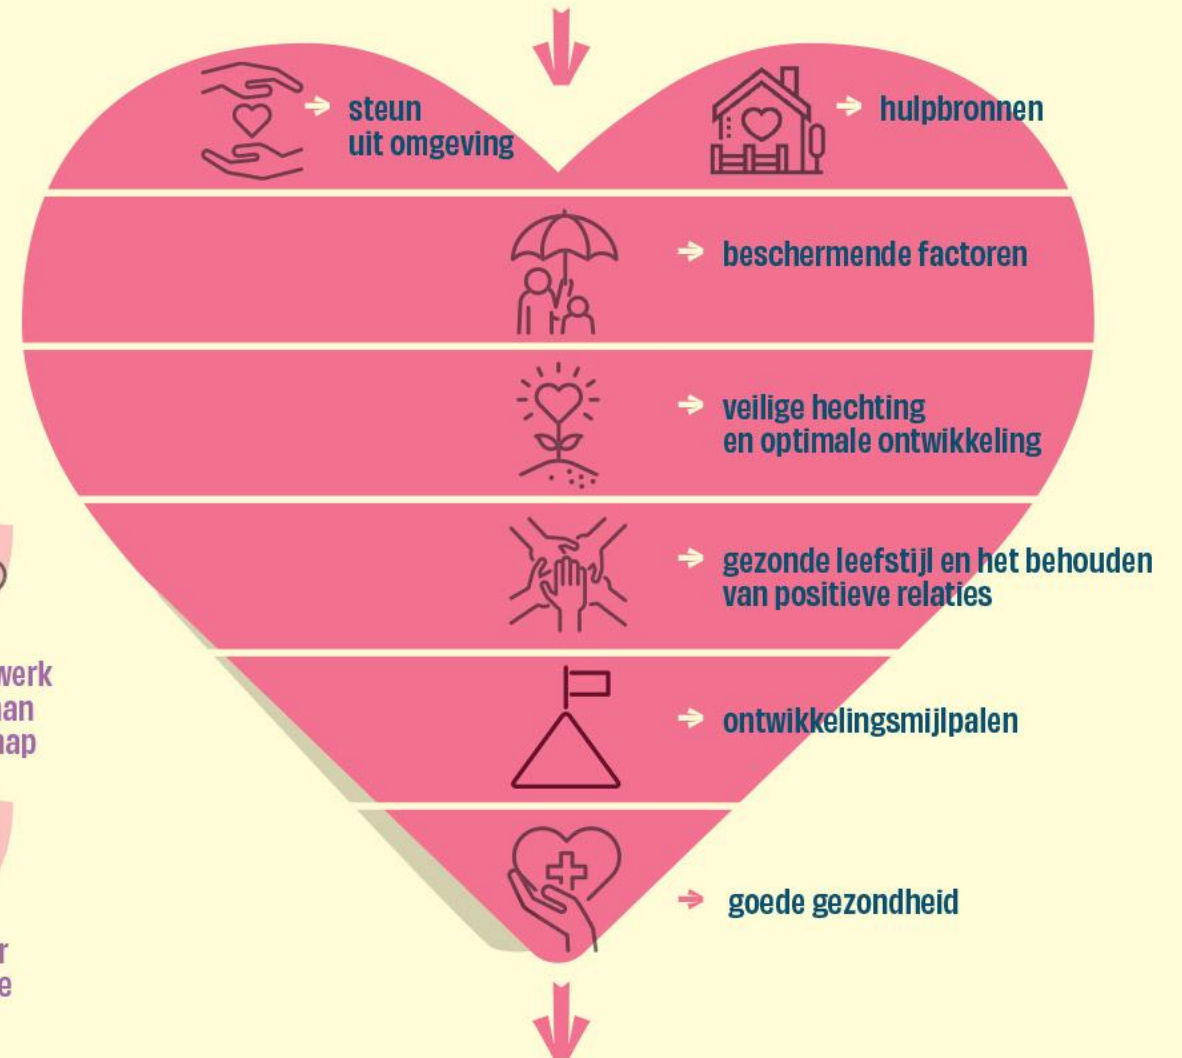 steun
uit omgeving
hulpbronnen
beschermende factoren
veilige hechting
en optimale ontwikkeling
gezonde leefstijl en het behouden
van positieve relaties
ontwikkelingsmijlpalen
goede gezondheid